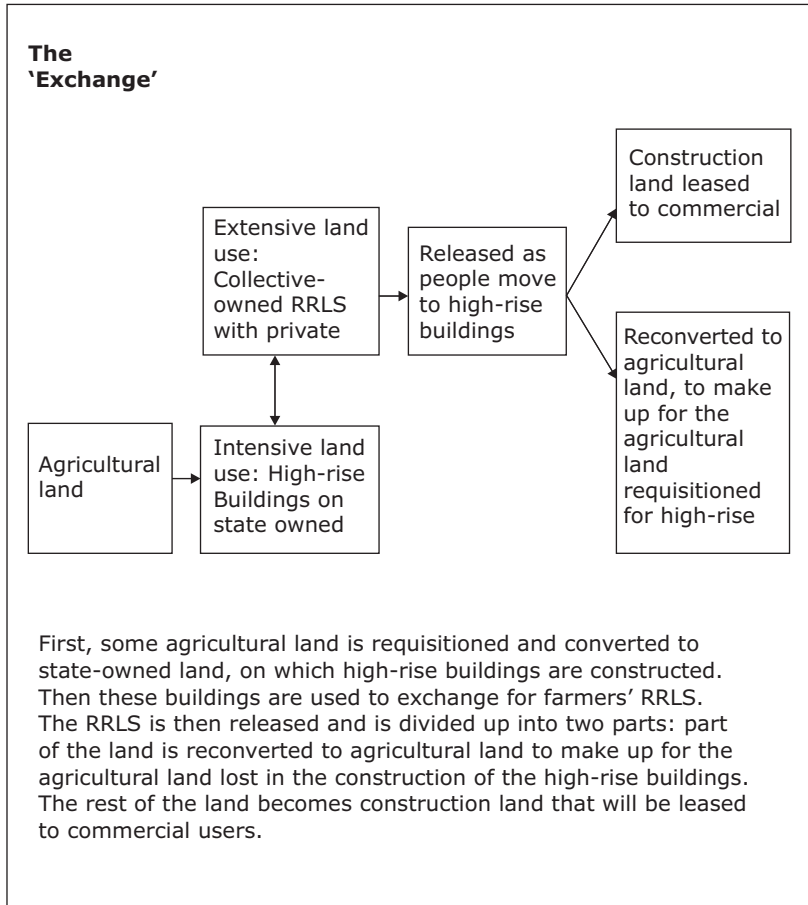 The
‘Exchange’
Construction
land leased
to commercial
Extensive land
use:
Collective-
owned RRLS
with private
Released as
people move
to high-rise
buildings
Reconverted to
agricultural
land, to make
up for the
agricultural
land
requisitioned
for high-rise
Agricultural
land
Intensive land
use: High-rise
Buildings on
state owned
First, some agricultural land is requisitioned and converted to
state-owned land, on which high-rise buildings are constructed.
Then these buildings are used to exchange for farmers’ RRLS.
The RRLS is then released and is divided up into two parts: part
of the land is reconverted to agricultural land to make up for the
agricultural land lost in the construction of the high-rise buildings.
The rest of the land becomes construction land that will be leased
to commercial users.